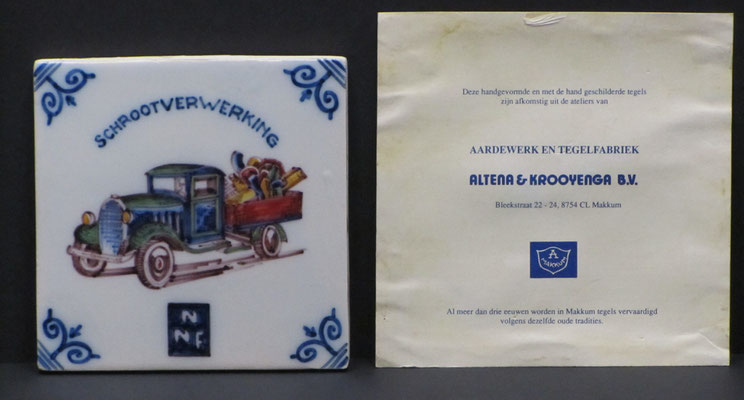 SCHROOTVERWERKING
N
NF
Deze handgevormde en met de hand geschilderde tegels
zijn afkomstig uit de ateliers van
AARDEWERK EN TEGELFABRIEK
ALTENA & KROOYENGA B.V.
Bleekstraat 22 - 24, 8754 CL Makkum
A
MAKKUM
Al meer dan drie eeuwen worden in Makkum tegels vervaardigd
volgens dezelfde oude tradities.